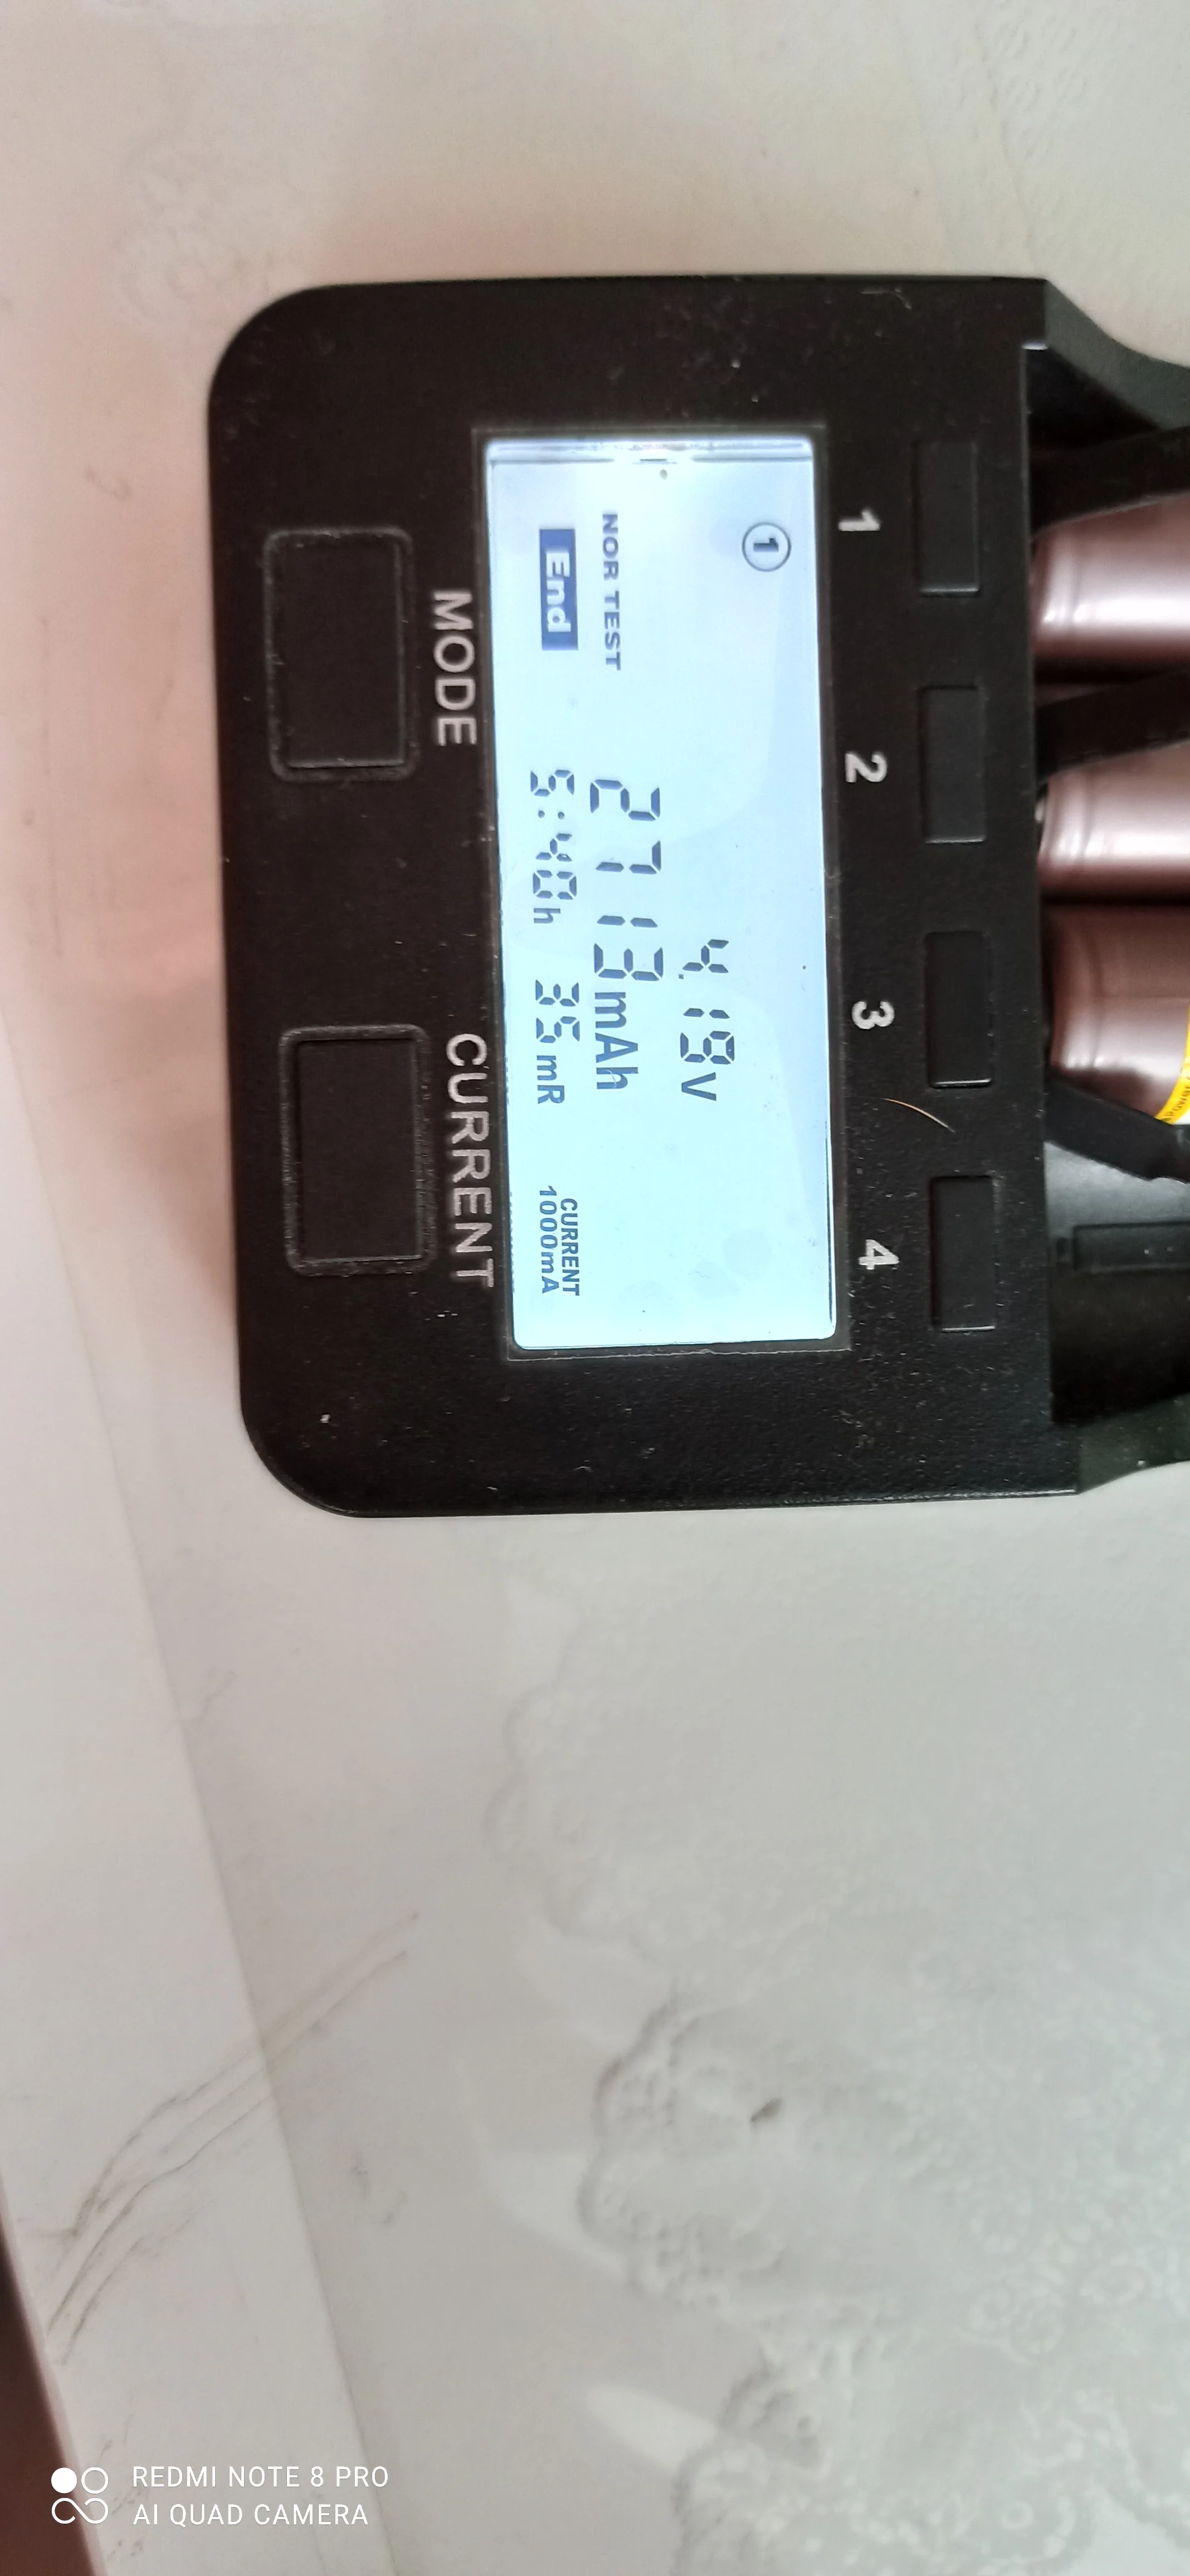 1 2 3 4
①
4.19V
NOR TEST 2713mAh
End 5:40h 35mR CURRENT 1000mA
MODE CURRENT
REDMI NOTE 8 PRO
AI QUAD CAMERA